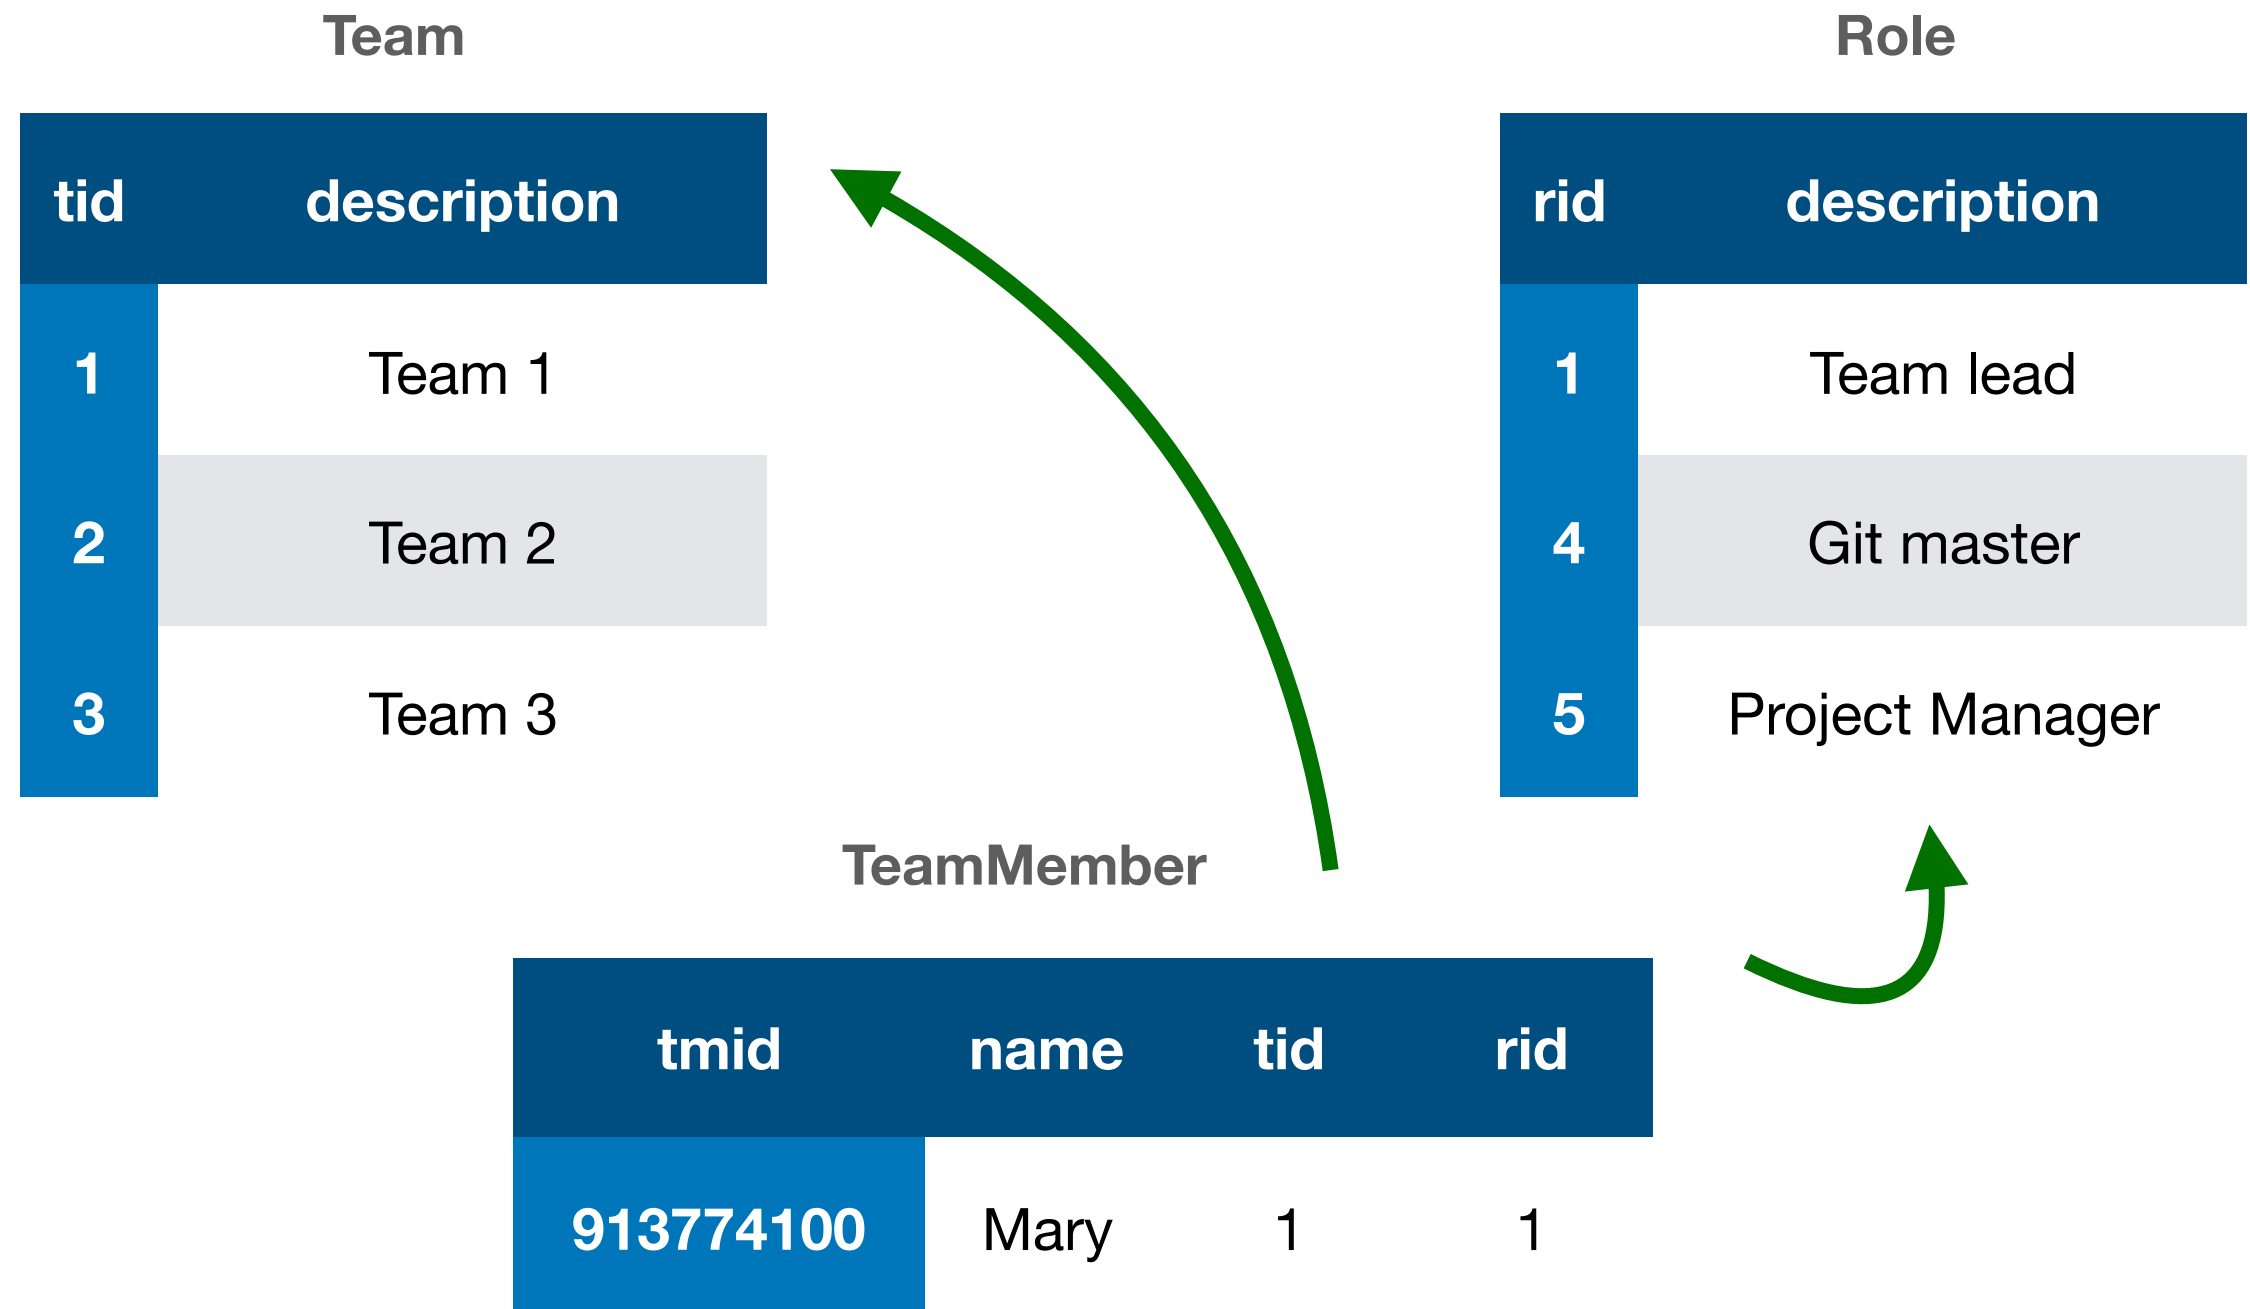 Team
tid description
1 Team 1
2 Team 2
3 Team 3
Role
rid description
1 Team lead
4 Git master
5 Project Manager
TeamMember
tmid name tid rid
913774100 Mary 1 1